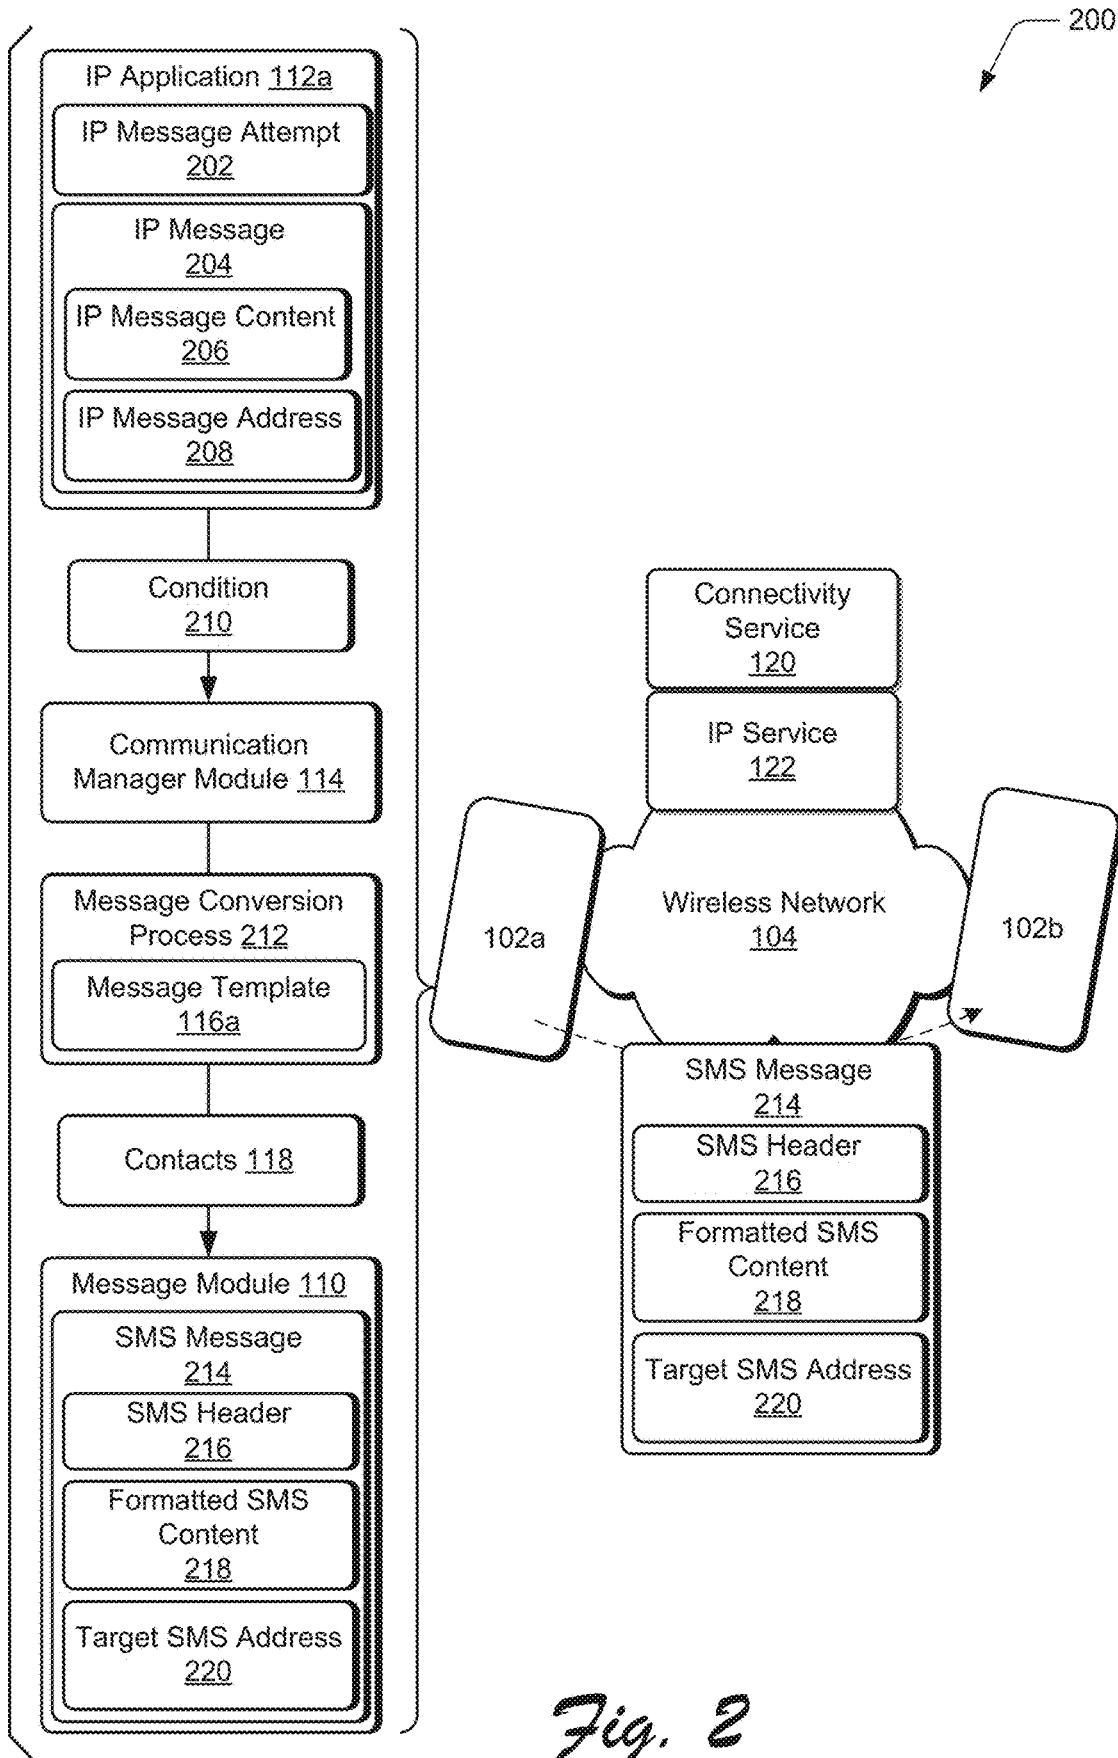 200
IP Application 112a
IP Message Attempt
202
IP Message
204
IP Message Content
206
IP Message Address
208
Condition
210
Communication
Manager Module 114
Message Conversion
Process 212
Message Template
116a
Contacts 118
Message Module 110
SMS Message
214
SMS Header
216
Formatted SMS
Content
218
Target SMS Address
220
Connectivity
Service
120
IP Service
122
102a
Wireless Network
104
102b
SMS Message
214
SMS Header
216
Formatted SMS
Content
218
Target SMS Address
220
Fig. 2